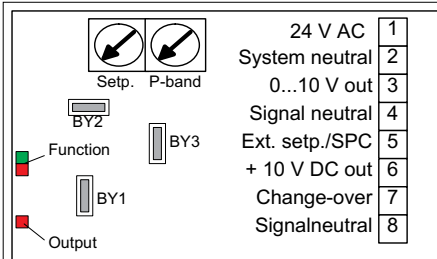 Setp. P-band
BY2
BY3
Function
BY1
Output
24 V AC 1
System neutral 2
0...10 V out 3
Signal neutral 4
Ext. setp./SPC 5
+ 10 V DC out 6
Change-over 7
Signalneutral 8